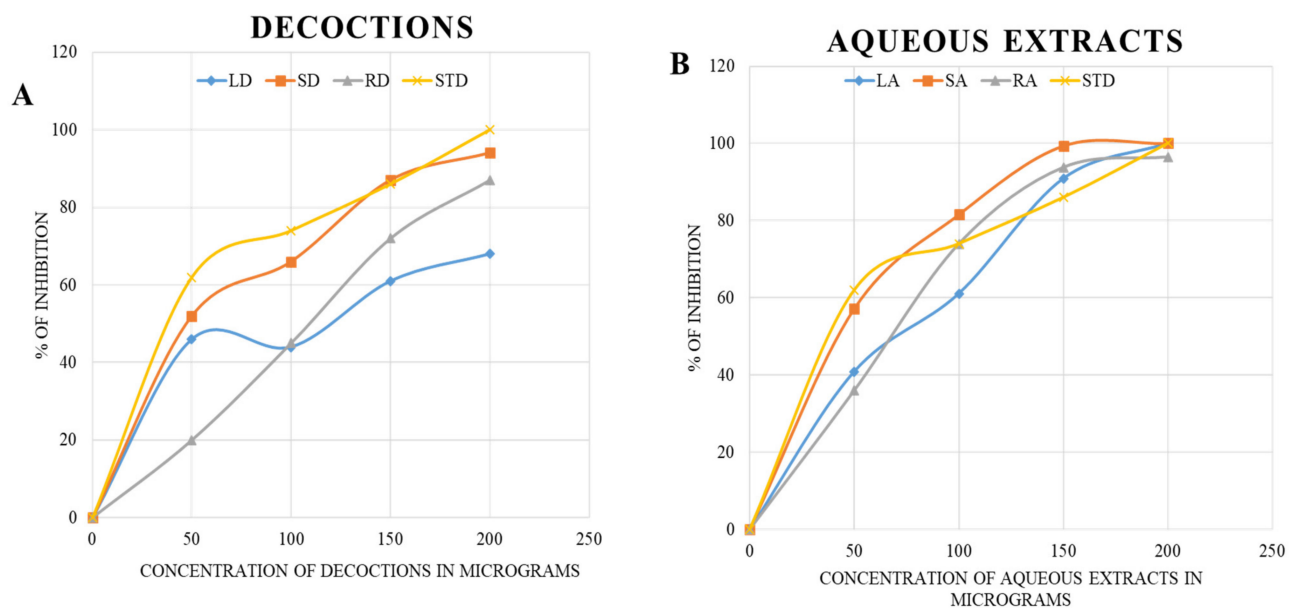 A
DECOCTIONS
LD SD RD STD
120
100
80
60
40
20
0
0 50 100 150 200 250
% OF INHIBITION
CONCENTRATION OF DECOCTIONS IN MICROGRAMS
B
AQUEOUS EXTRACTS
LA SA RA STD
120
100
80
60
40
20
0
0 50 100 150 200 250
% OF INHIBITION
CONCENTRATION OF AQUEOUS EXTRACTS IN
MICROGRAMS